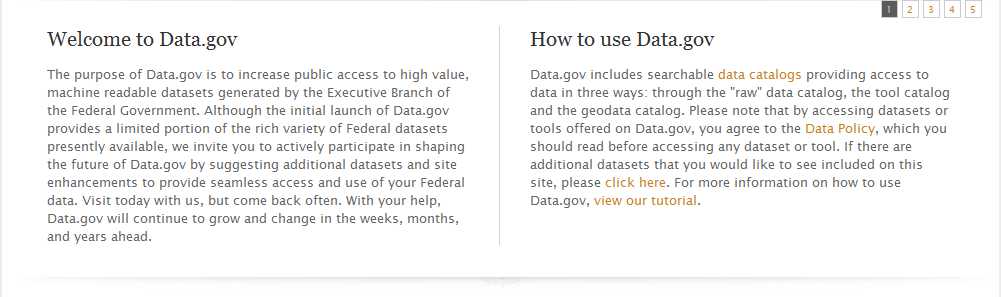 1 2 3 4 5
Welcome to Data.gov
The purpose of Data.gov is to increase public access to high value,
machine readable datasets generated by the Executive Branch of
the Federal Government. Although the initial launch of Data.gov
provides a limited portion of the rich variety of Federal datasets
presently available, we invite you to actively participate in shaping
the future of Data.gov by suggesting additional datasets and site
enhancements to provide seamless access and use of your Federal
data. Visit today with us, but come back often. With your help,
Data.gov will continue to grow and change in the weeks, months,
and years ahead.
How to use Data.gov
Data.gov includes searchable data catalogs providing access to
data in three ways: through the "raw" data catalog, the tool catalog
and the geodata catalog. Please note that by accessing datasets or
tools offered on Data.gov, you agree to the Data Policy, which you
should read before accessing any dataset or tool. If there are
additional datasets that you would like to see included on this
site, please click here. For more information on how to use
Data.gov, view our tutorial.